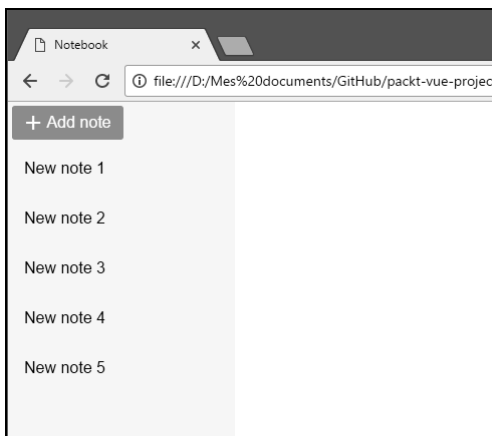 Notebook
file:///D:/Mes%20documents/GitHub/packt-vue-projec
Add note
New note 1
New note 2
New note 3
New note 4
New note 5